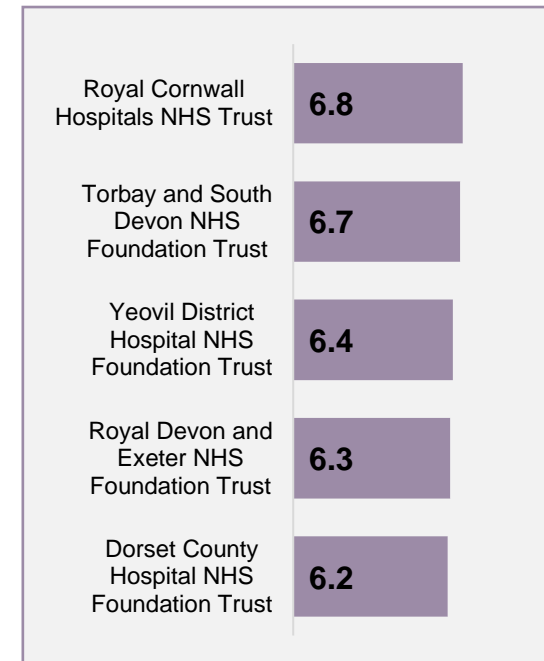 Royal Cornwall
Hospitals NHS Trust
6.8
Torbay and South
Devon NHS
Foundation Trust
6.7
Yeovil District
Hospital NHS
Foundation Trust
6.4
Royal Devon and
Exeter NHS
Foundation Trust
6.3
Dorset County
Hospital NHS
Foundation Trust
6.2